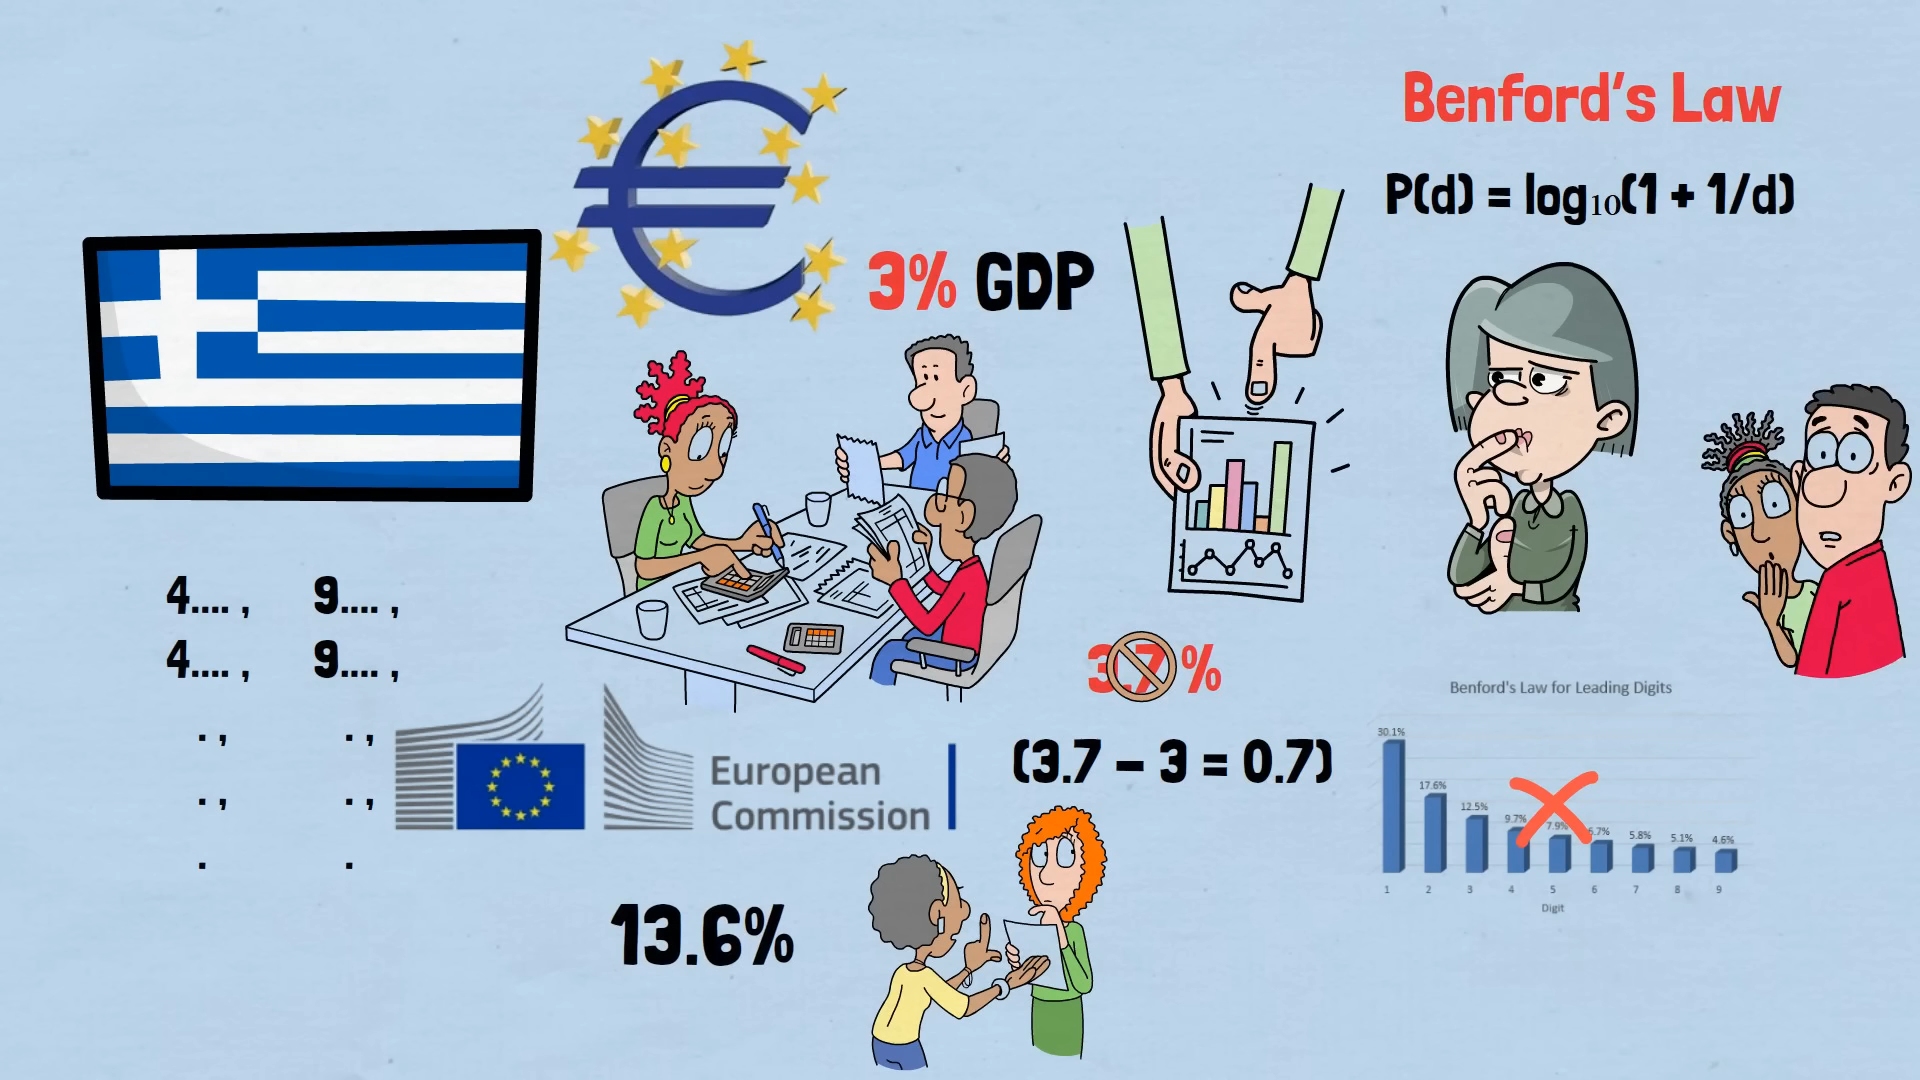 Benford's Law
P(d) = log₁₀(1 + 1/d)
3% GDP
4.... , 9.... ,
4.... , 9.... ,
. , . ,
. , . ,
. .
3.7%
(3.7 – 3 = 0.7)
European
Commission
13.6%
Benford's Law for Leading Digits
30.1%
17.6%
12.5%
9.7%
7.9%
6.7%
5.8%
5.1%
4.6%
1 2 3 4 5 6 7 8 9
Digit